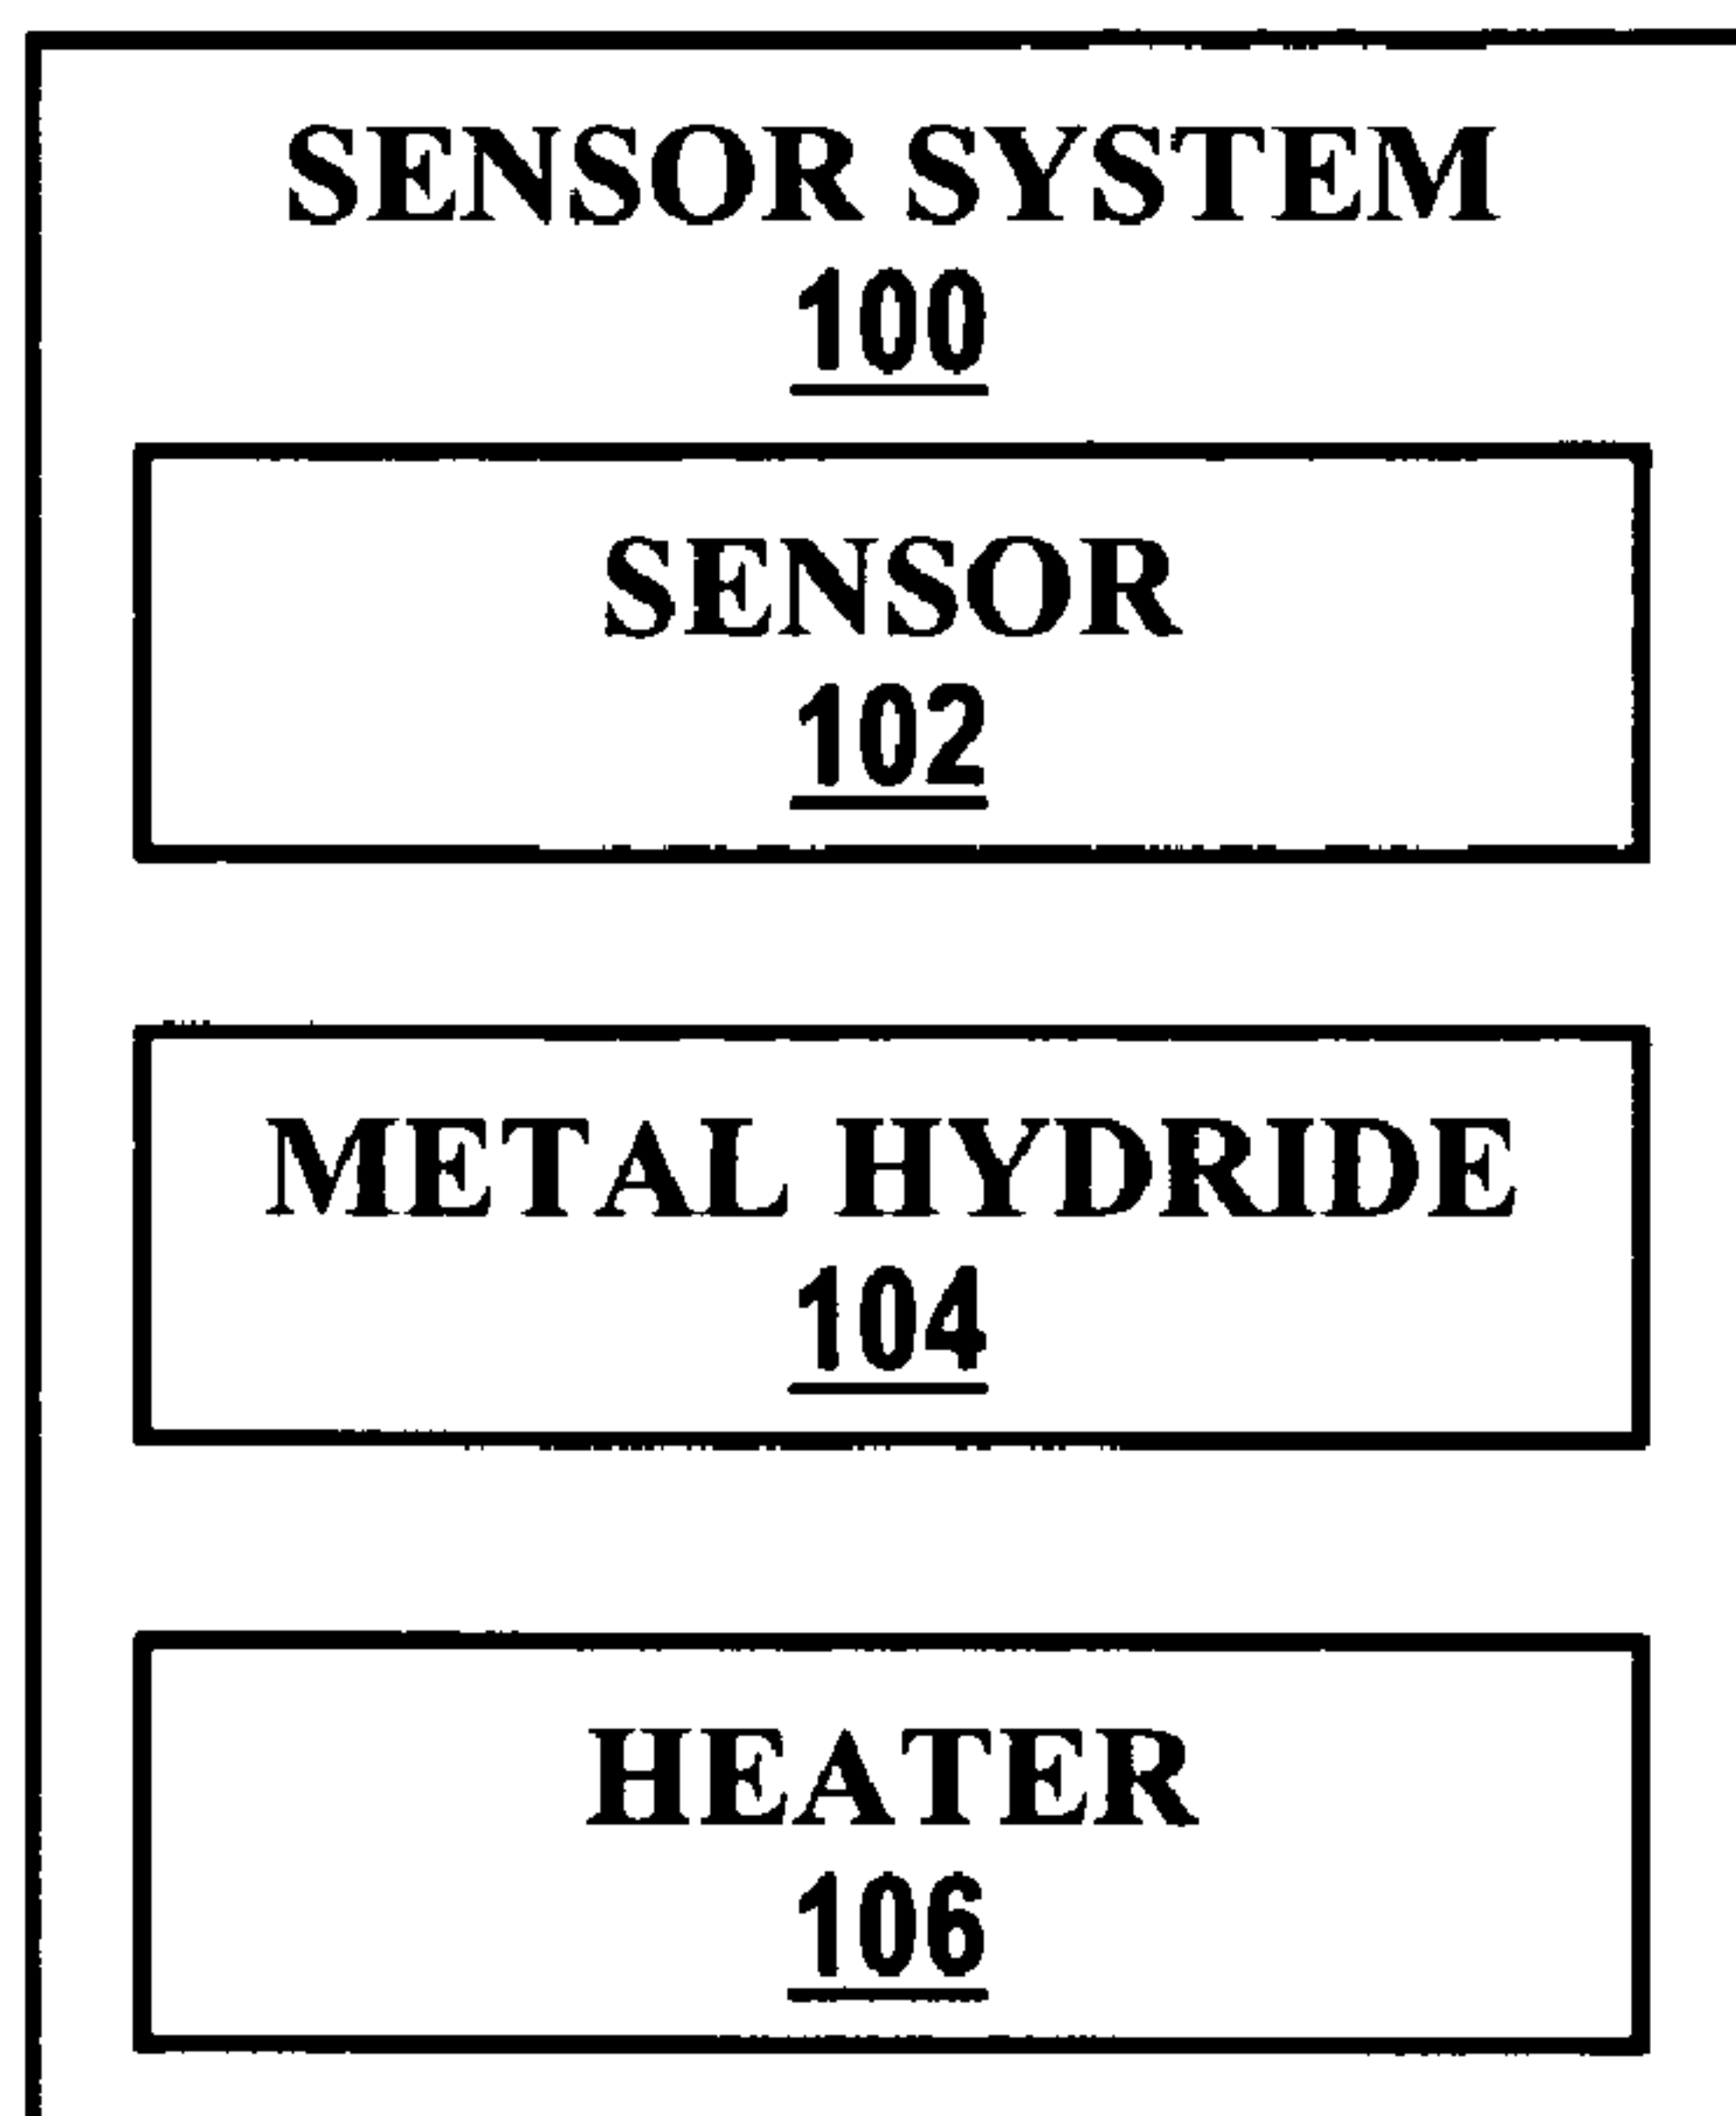 SENSOR SYSTEM
100
SENSOR
102
METAL HYDRIDE
104
HEATER
106